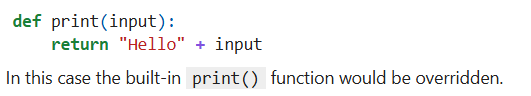 def print(input):
    return "Hello" + input
In this case the built-in print() function would be overridden.